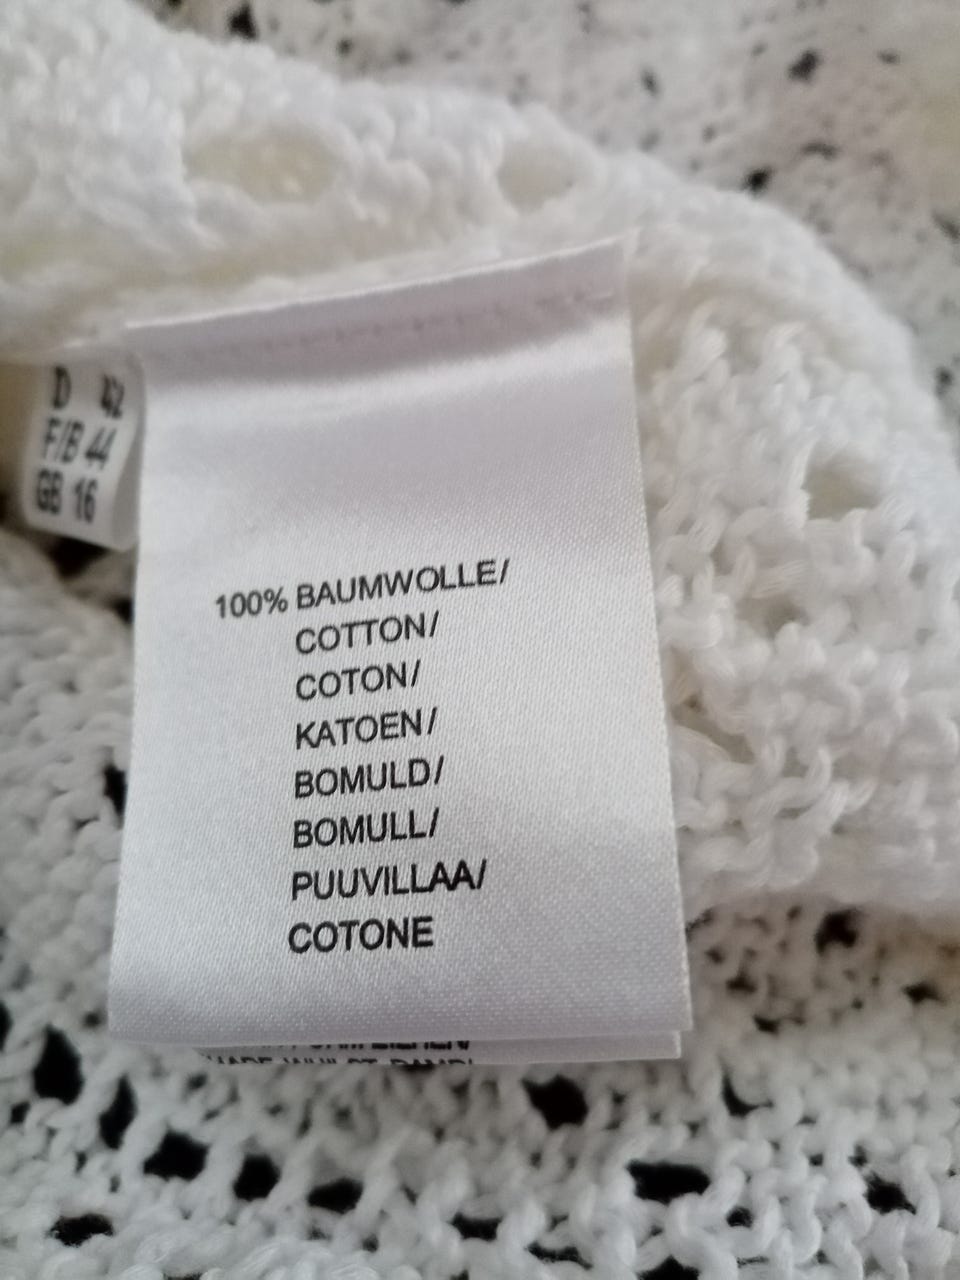 D 42
F/B 44
GB 16
100% BAUMWOLLE/
COTTON/
COTON/
KATOEN/
BOMULD/
BOMULL/
PUUVILLAA/
COTONE